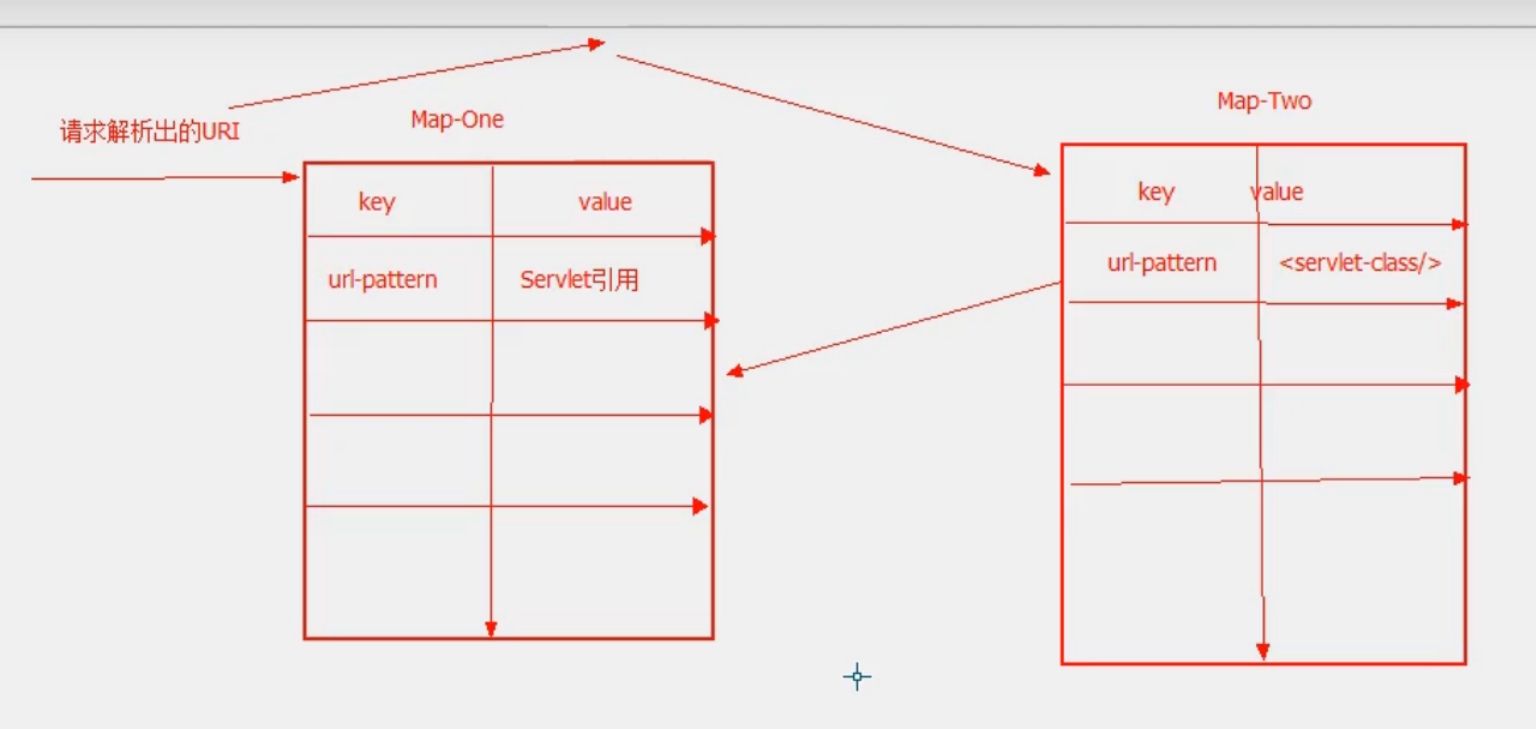 请求解析出的URI
Map-One
key value
url-pattern Servlet引用
Map-Two
key value
url-pattern <servlet-class/>